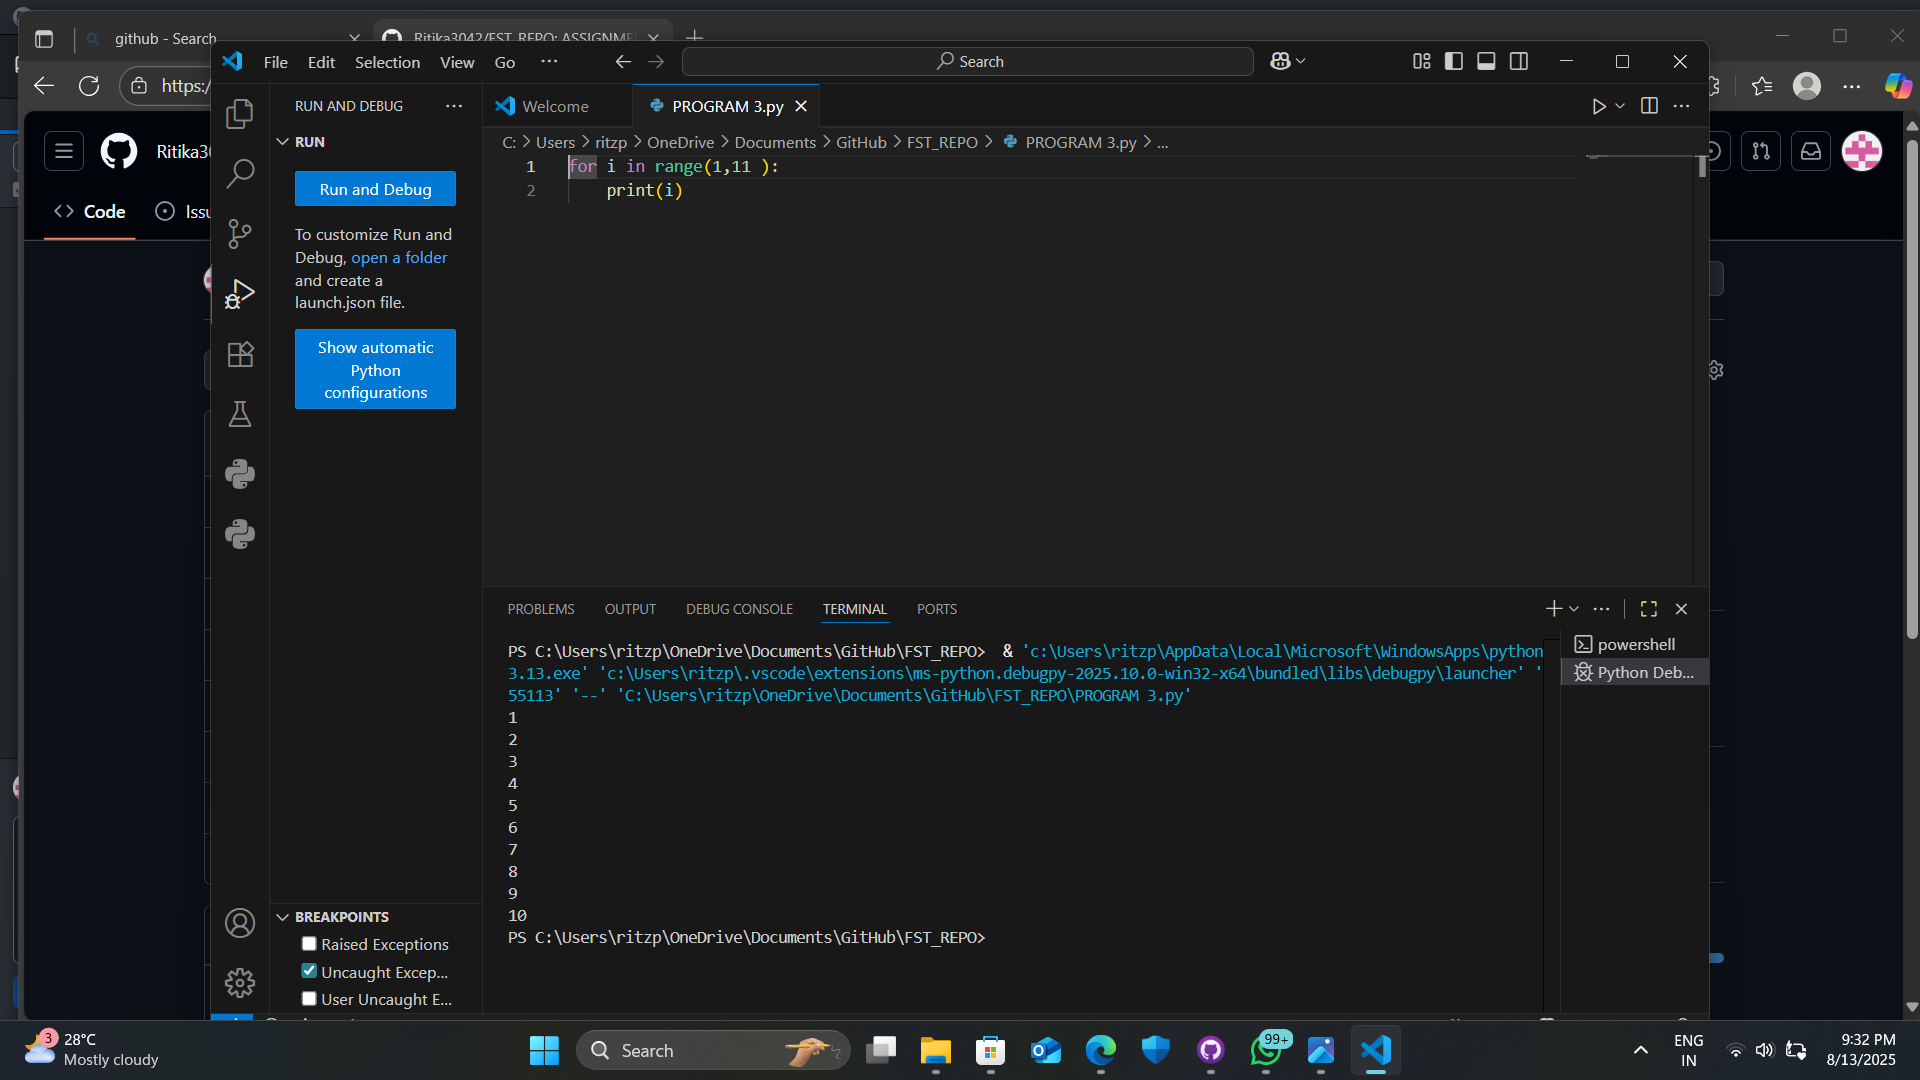 github - Search
Ritika3042/FST_REPO: ASSIGNME
https:/
File Edit Selection View Go ...
Search
RUN AND DEBUG
Welcome
PROGRAM 3.py
C: > Users > ritzp > OneDrive > Documents > GitHub > FST_REPO > PROGRAM 3.py > ...
RUN
Ritika30
Code
Issu
1 for i in range(1,11 ):
2 print(i)
Run and Debug
To customize Run and
Debug, open a folder
and create a
launch.json file.
Show automatic
Python
configurations
PROBLEMS OUTPUT DEBUG CONSOLE TERMINAL PORTS
PS C:\Users\ritzp\OneDrive\Documents\GitHub\FST_REPO> & 'c:\Users\ritzp\AppData\Local\Microsoft\WindowsApps\python
3.13.exe' 'c:\Users\ritzp\.vscode\extensions\ms-python.debugpy-2025.10.0-win32-x64\bundled\libs\debugpy\launcher' '
55113' '--' 'C:\Users\ritzp\OneDrive\Documents\GitHub\FST_REPO\PROGRAM 3.py'
1
2
3
4
5
6
7
8
9
10
PS C:\Users\ritzp\OneDrive\Documents\GitHub\FST_REPO>
powershell
Python Deb...
BREAKPOINTS
Raised Exceptions
Uncaught Excep...
User Uncaught E...
3
28°C
Mostly cloudy
Search
99+
ENG
IN
9:32 PM
8/13/2025